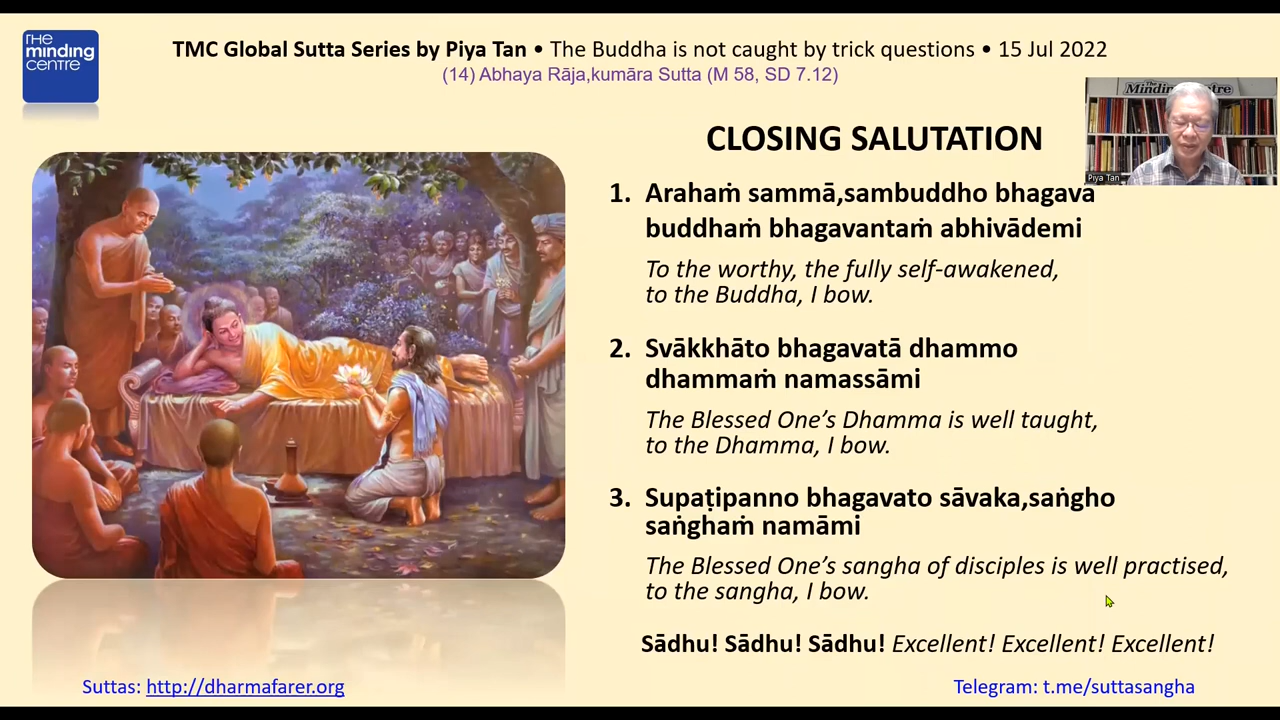 THE
minding
centre
TMC Global Sutta Series by Piya Tan • The Buddha is not caught by trick questions • 15 Jul 2022
(14) Abhaya Rāja,kumāra Sutta (M 58, SD 7.12)
The
Minding Centre
Piya Tan
CLOSING SALUTATION
1. Arahaṁ sammā,sambuddho bhagava
buddhaṁ bhagavantaṁ abhivādemi
To the worthy, the fully self-awakened,
to the Buddha, I bow.
2. Svākkhāto bhagavatā dhammo
dhammaṁ namassāmi
The Blessed One’s Dhamma is well taught,
to the Dhamma, I bow.
3. Supaṭipanno bhagavato sāvaka,saṅgho
saṅghaṁ namāmi
The Blessed One’s sangha of disciples is well practised,
to the sangha, I bow.
Sādhu! Sādhu! Sādhu! Excellent! Excellent! Excellent!
Suttas: http://dharmafarer.org
Telegram: t.me/suttasangha